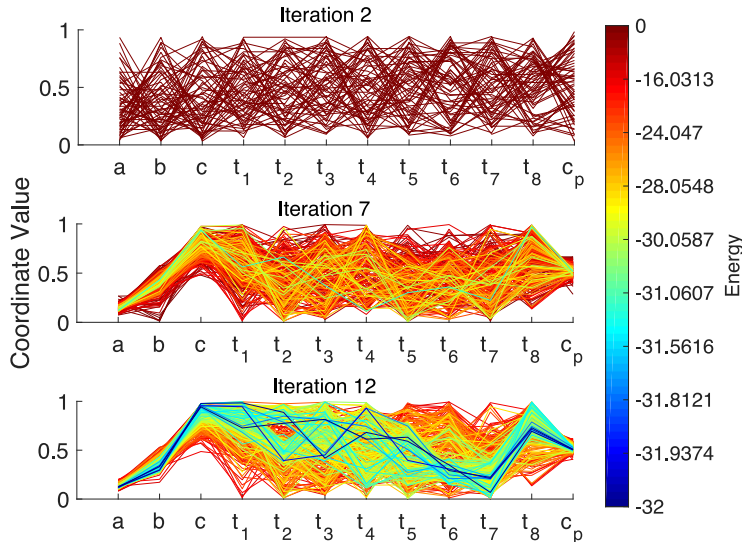 Iteration 2
1
0.5
0
a b c t1 t2 t3 t4 t5 t6 t7 t8 cp
Iteration 7
1
0.5
0
a b c t1 t2 t3 t4 t5 t6 t7 t8 cp
Iteration 12
1
0.5
0
a b c t1 t2 t3 t4 t5 t6 t7 t8 cp
Coordinate Value
0
-16.0313
-24.047
-28.0548
-30.0587
-31.0607
-31.5616
-31.8121
-31.9374
-32
Energy